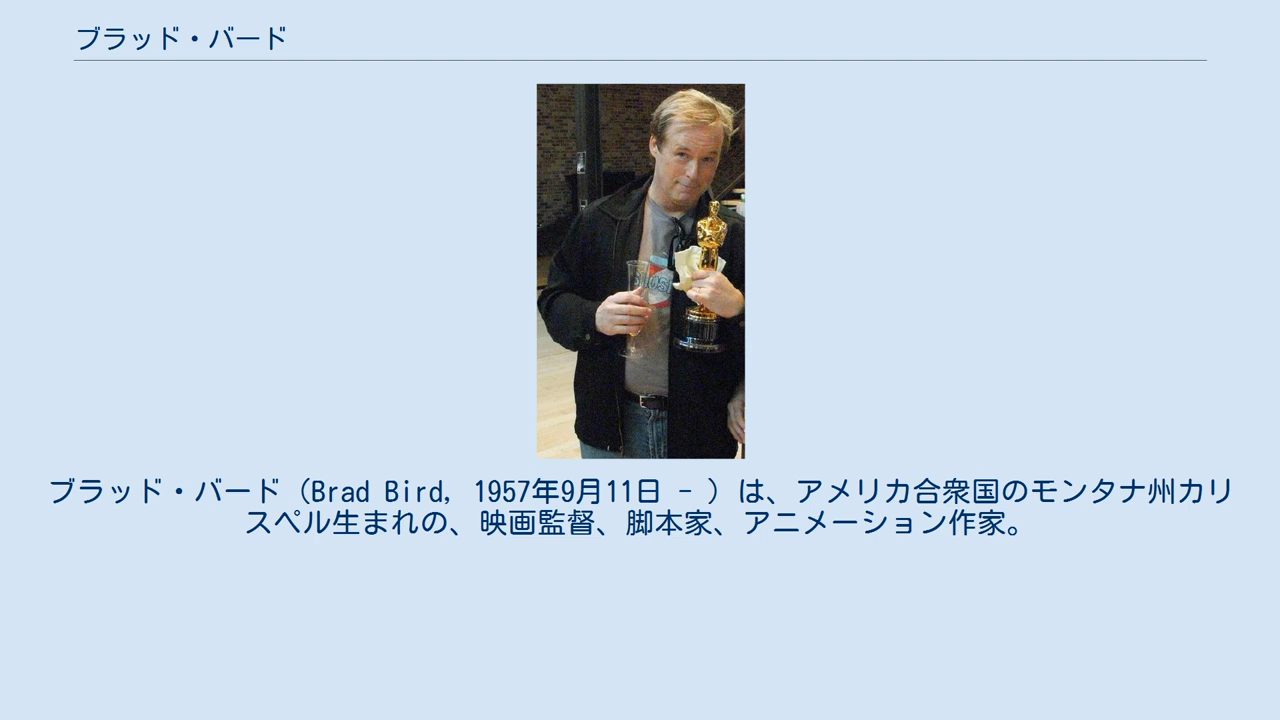 ブラッド・バード
ブラッド・バード（Brad Bird, 1957年9月11日 - ）は、アメリカ合衆国のモンタナ州カリ
スペル生まれの、映画監督、脚本家、アニメーション作家。